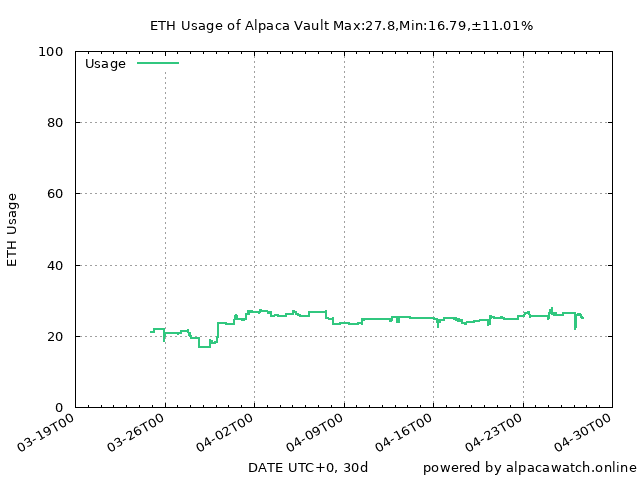 ETH Usage of Alpaca Vault Max:27.8,Min:16.79,±11.01%
Usage
100
80
60
40
20
0
ETH Usage
03-19T00
03-26T00
04-02T00
04-09T00
04-16T00
04-23T00
04-30T00
DATE UTC+0, 30d
powered by alpacawatch.online